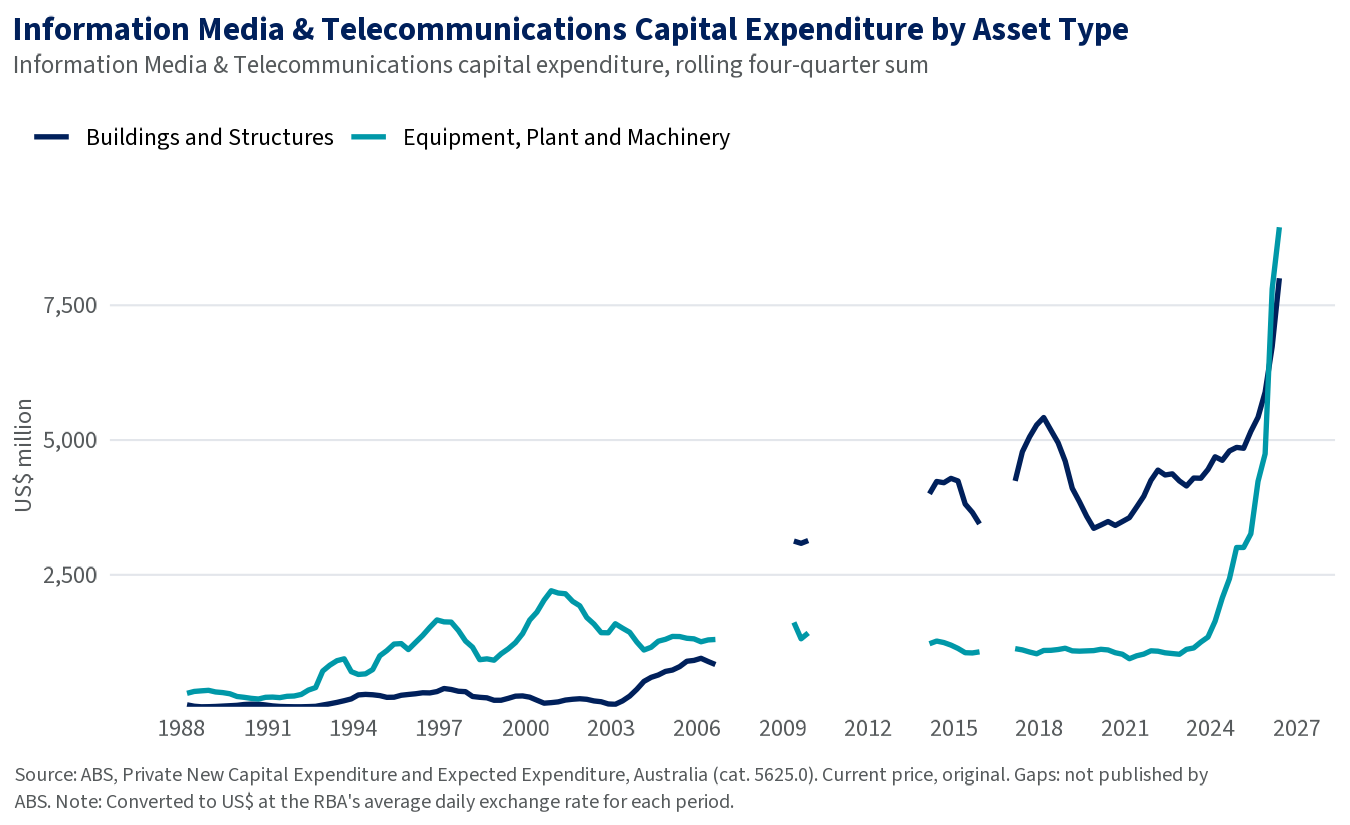 Information Media & Telecommunications Capital Expenditure by Asset Type
Information Media & Telecommunications capital expenditure, rolling four-quarter sum
Buildings and Structures
Equipment, Plant and Machinery
US$ million
7,500
5,000
2,500
1988 1991 1994 1997 2000 2003 2006 2009 2012 2015 2018 2021 2024 2027
Source: ABS, Private New Capital Expenditure and Expected Expenditure, Australia (cat. 5625.0). Current price, original. Gaps: not published by
ABS. Note: Converted to US$ at the RBA's average daily exchange rate for each period.